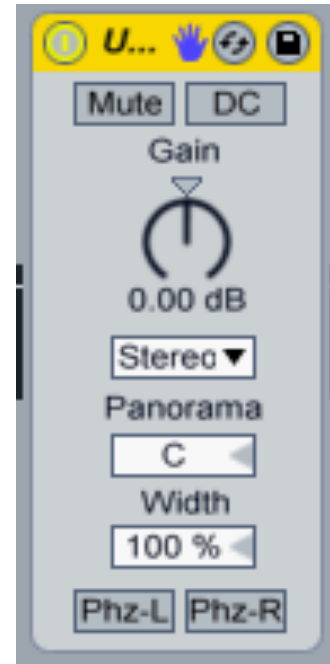 U...
Mute DC
Gain
0.00 dB
Stereo
Panorama
C
Width
100 %
Phz-L Phz-R